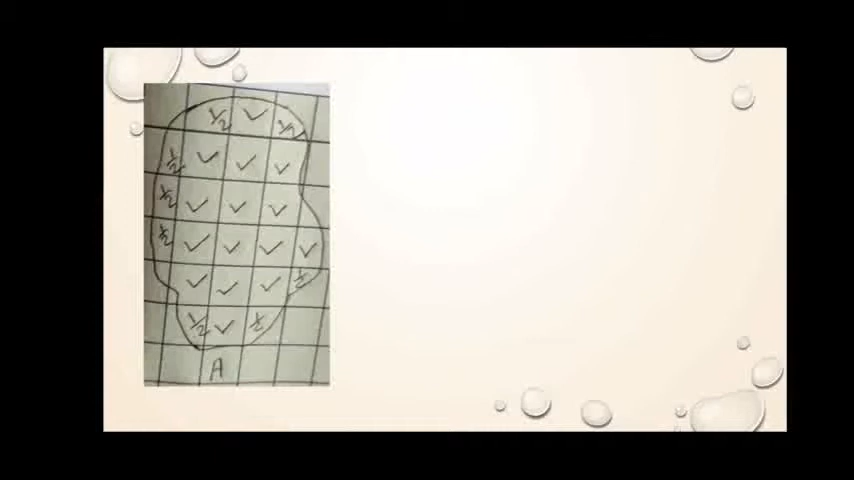 ½ ✓ ½
½ ✓ ✓ ✓
½ ✓ ✓ ✓
½ ✓ ✓ ✓ ✓
✓ ✓ ✓ ½
½ ✓ ½
A